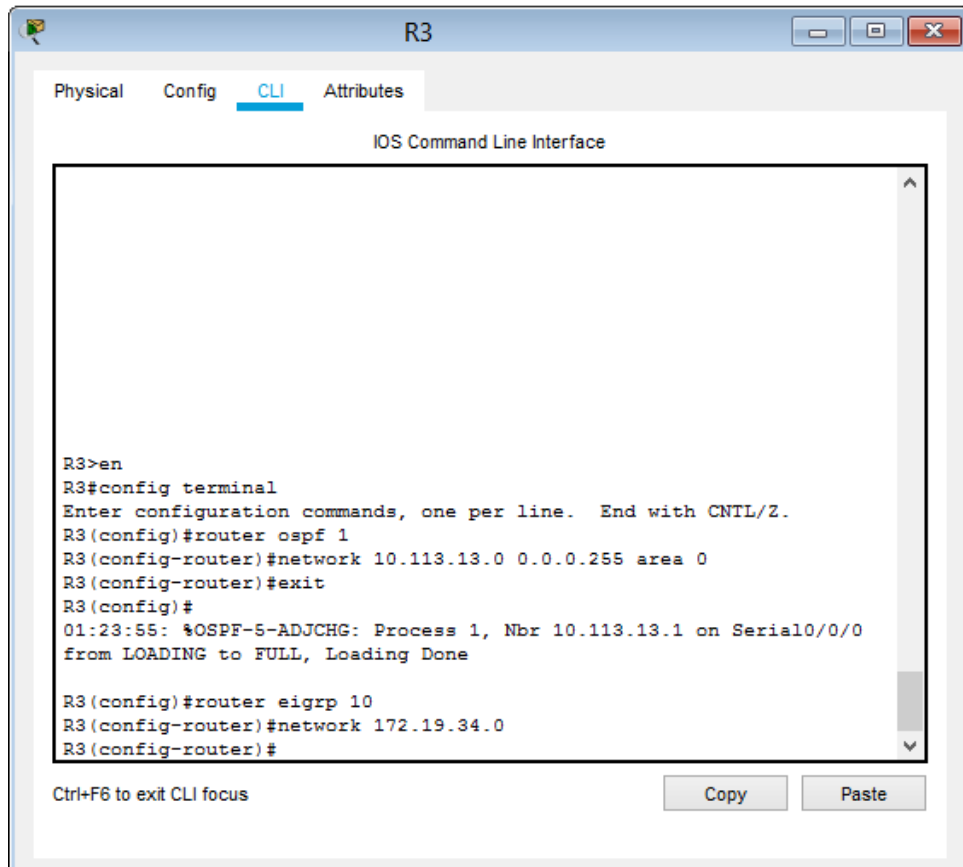 R3
Physical Config CLI Attributes
IOS Command Line Interface
R3>en
R3#config terminal
Enter configuration commands, one per line.  End with CNTL/Z.
R3(config)#router ospf 1
R3(config-router)#network 10.113.13.0 0.0.0.255 area 0
R3(config-router)#exit
R3(config)#
01:23:55: %OSPF-5-ADJCHG: Process 1, Nbr 10.113.13.1 on Serial0/0/0
from LOADING to FULL, Loading Done
R3(config)#router eigrp 10
R3(config-router)#network 172.19.34.0
R3(config-router)#
Ctrl+F6 to exit CLI focus
Copy Paste